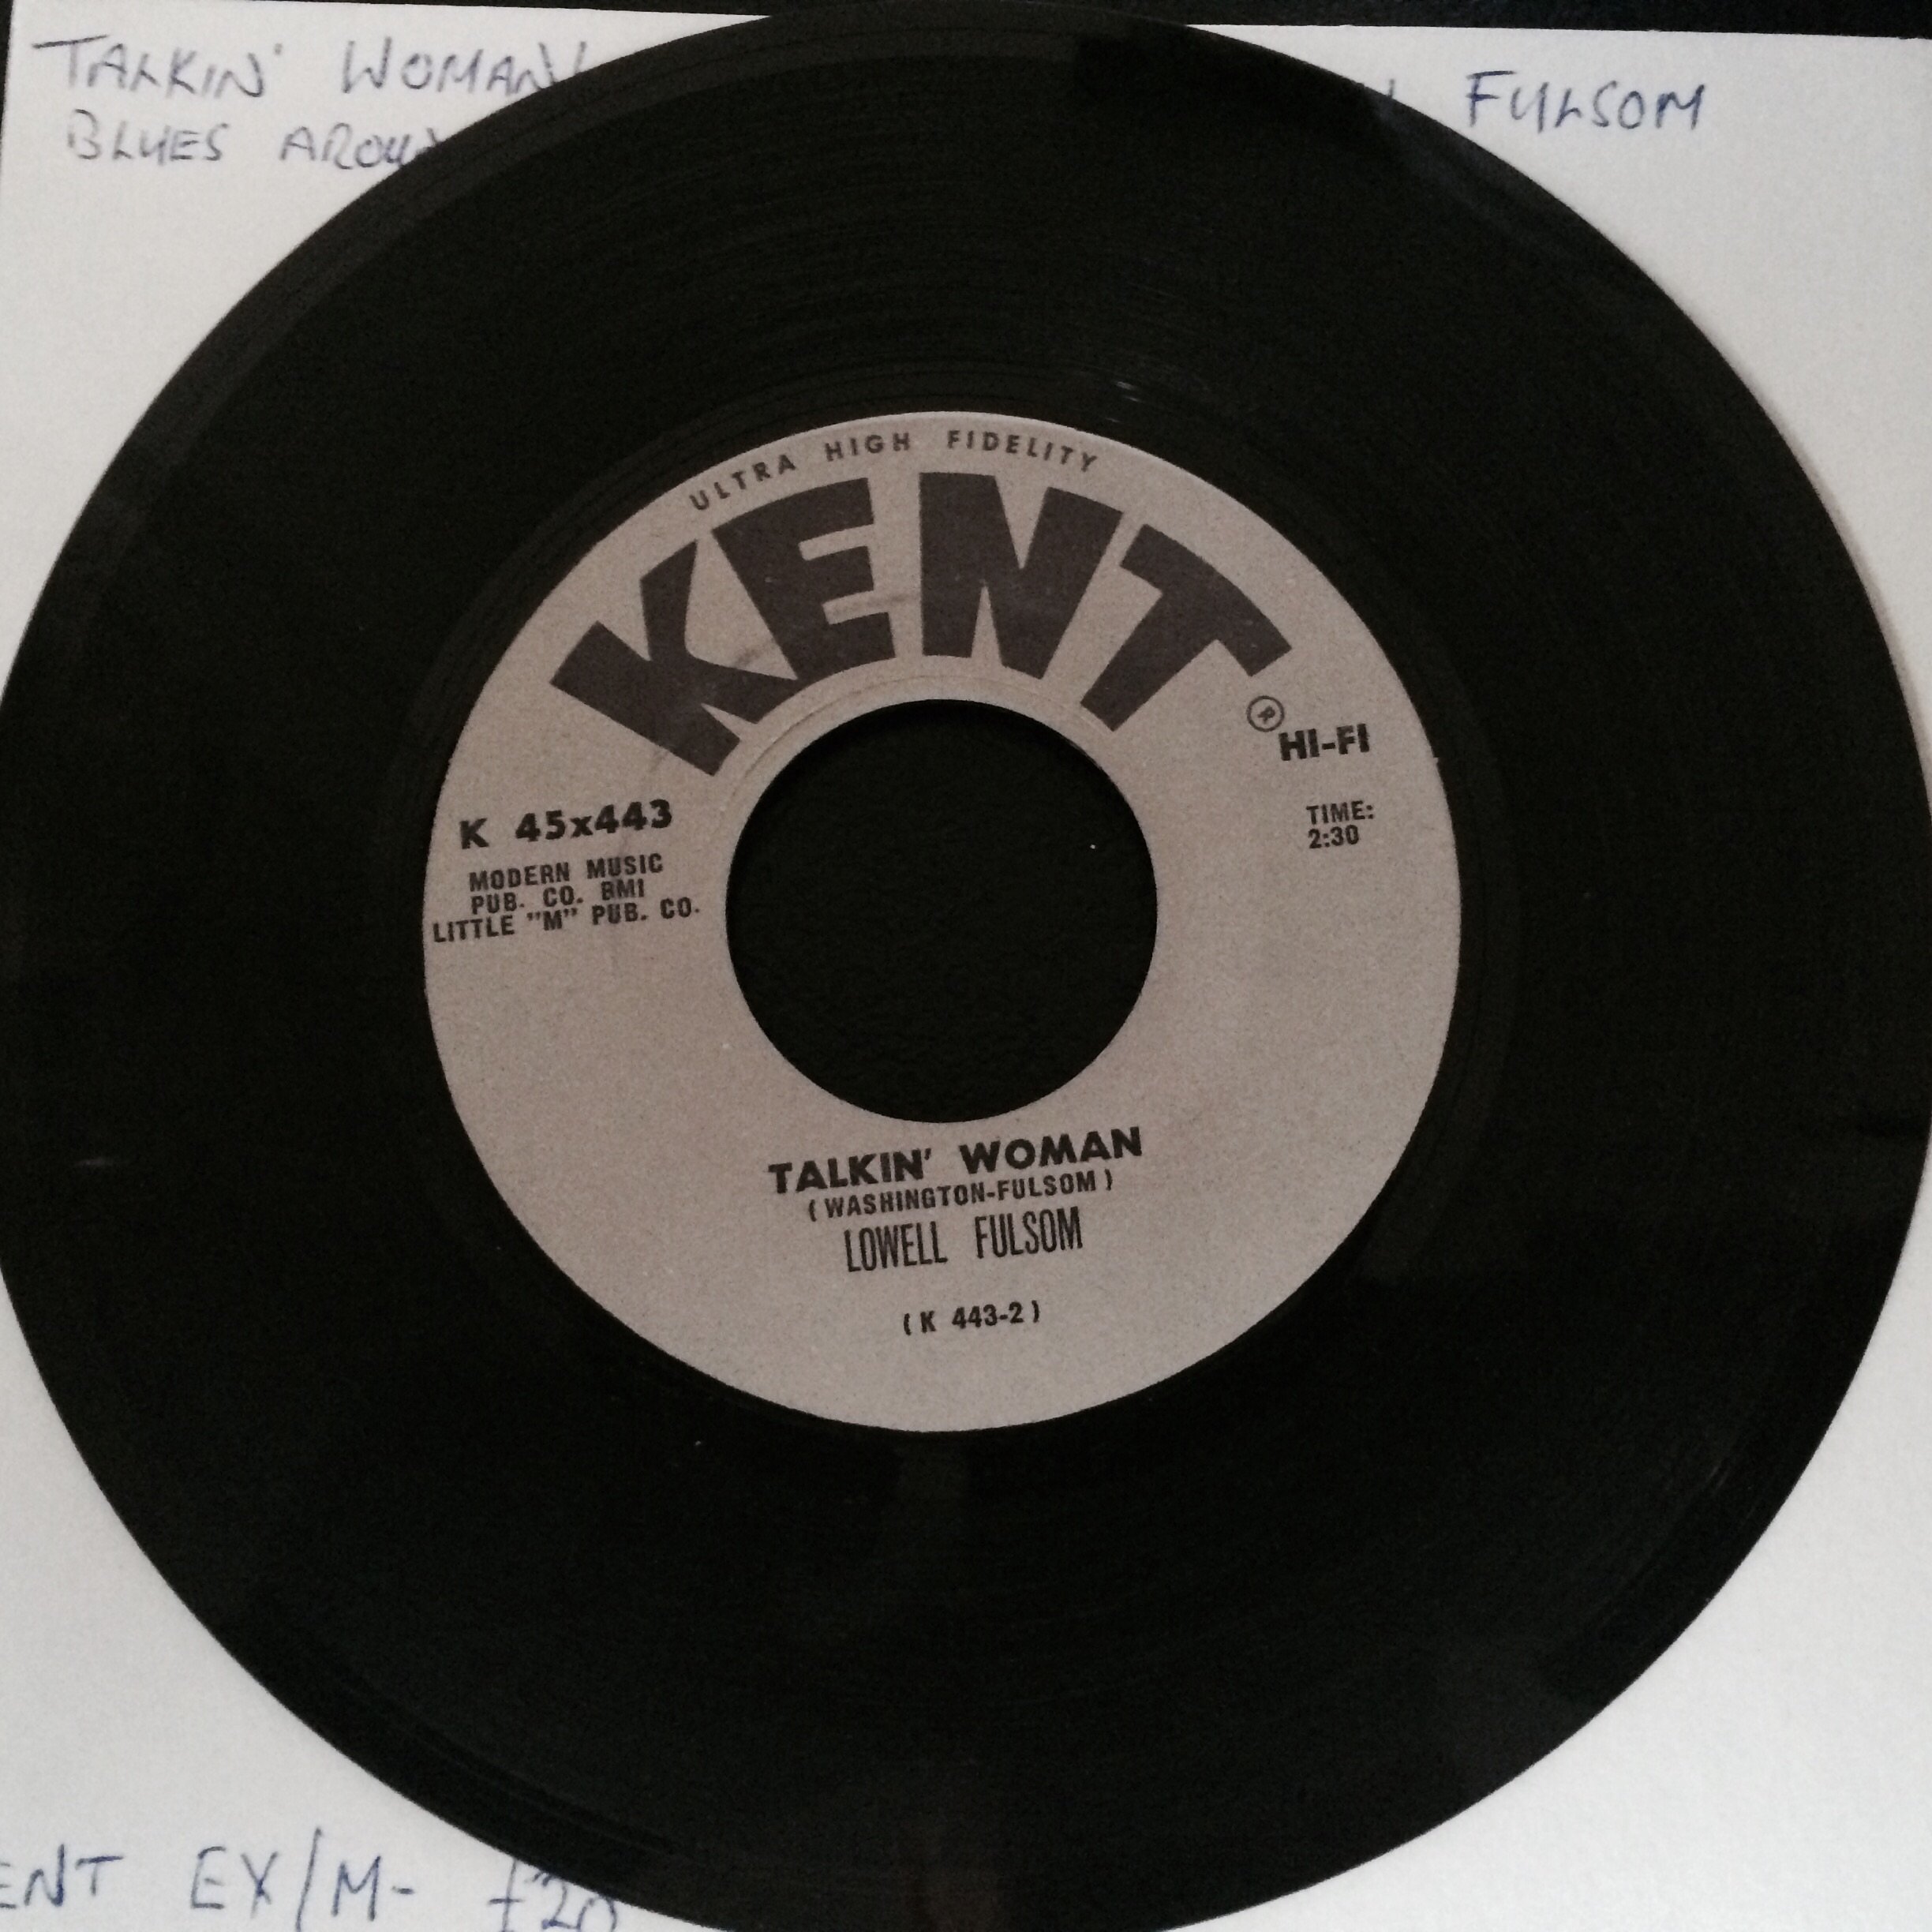 TALKIN' WOMAN FULSOM
BLUES
ULTRA HIGH FIDELITY
KENT
®
HI-FI
K 45x443
TIME:
2:30
MODERN MUSIC
PUB. CO. BMI
LITTLE "M" PUB. CO.
TALKIN' WOMAN
(WASHINGTON-FULSOM)
LOWELL FULSOM
(K 443-2)
EX/M- £20